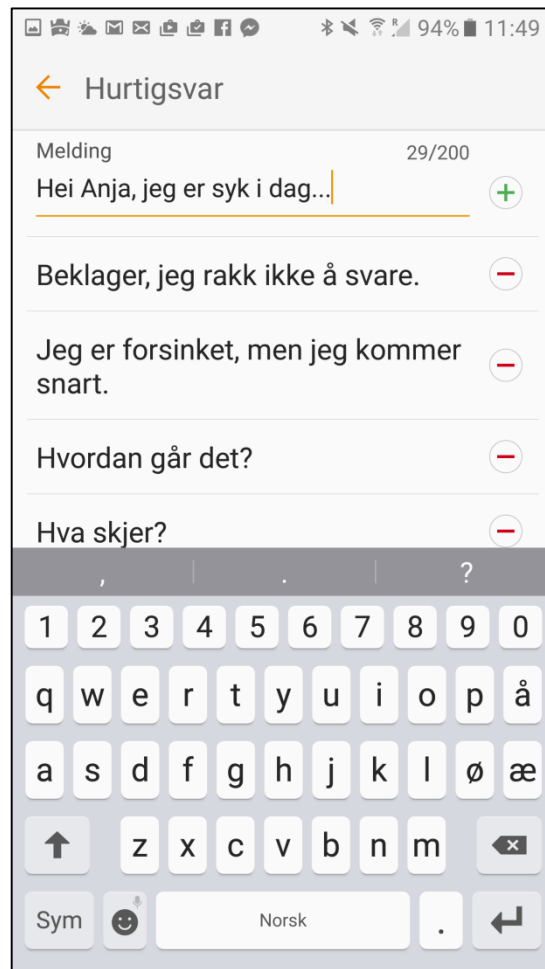 94% 11:49
Hurtigsvar
Melding 29/200
Hei Anja, jeg er syk i dag...
Beklager, jeg rakk ikke å svare.
Jeg er forsinket, men jeg kommer
snart.
Hvordan går det?
Hva skjer?
, . ?
1 2 3 4 5 6 7 8 9 0
q w e r t y u i o p å
a s d f g h j k l ø æ
z x c v b n m
Sym Norsk .